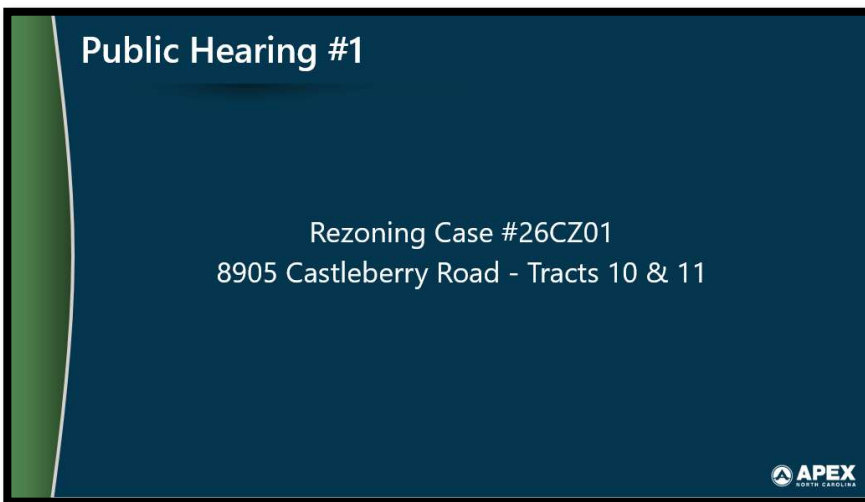 Public Hearing #1
Rezoning Case #26CZ01
8905 Castleberry Road - Tracts 10 & 11
APEX
NORTH CAROLINA